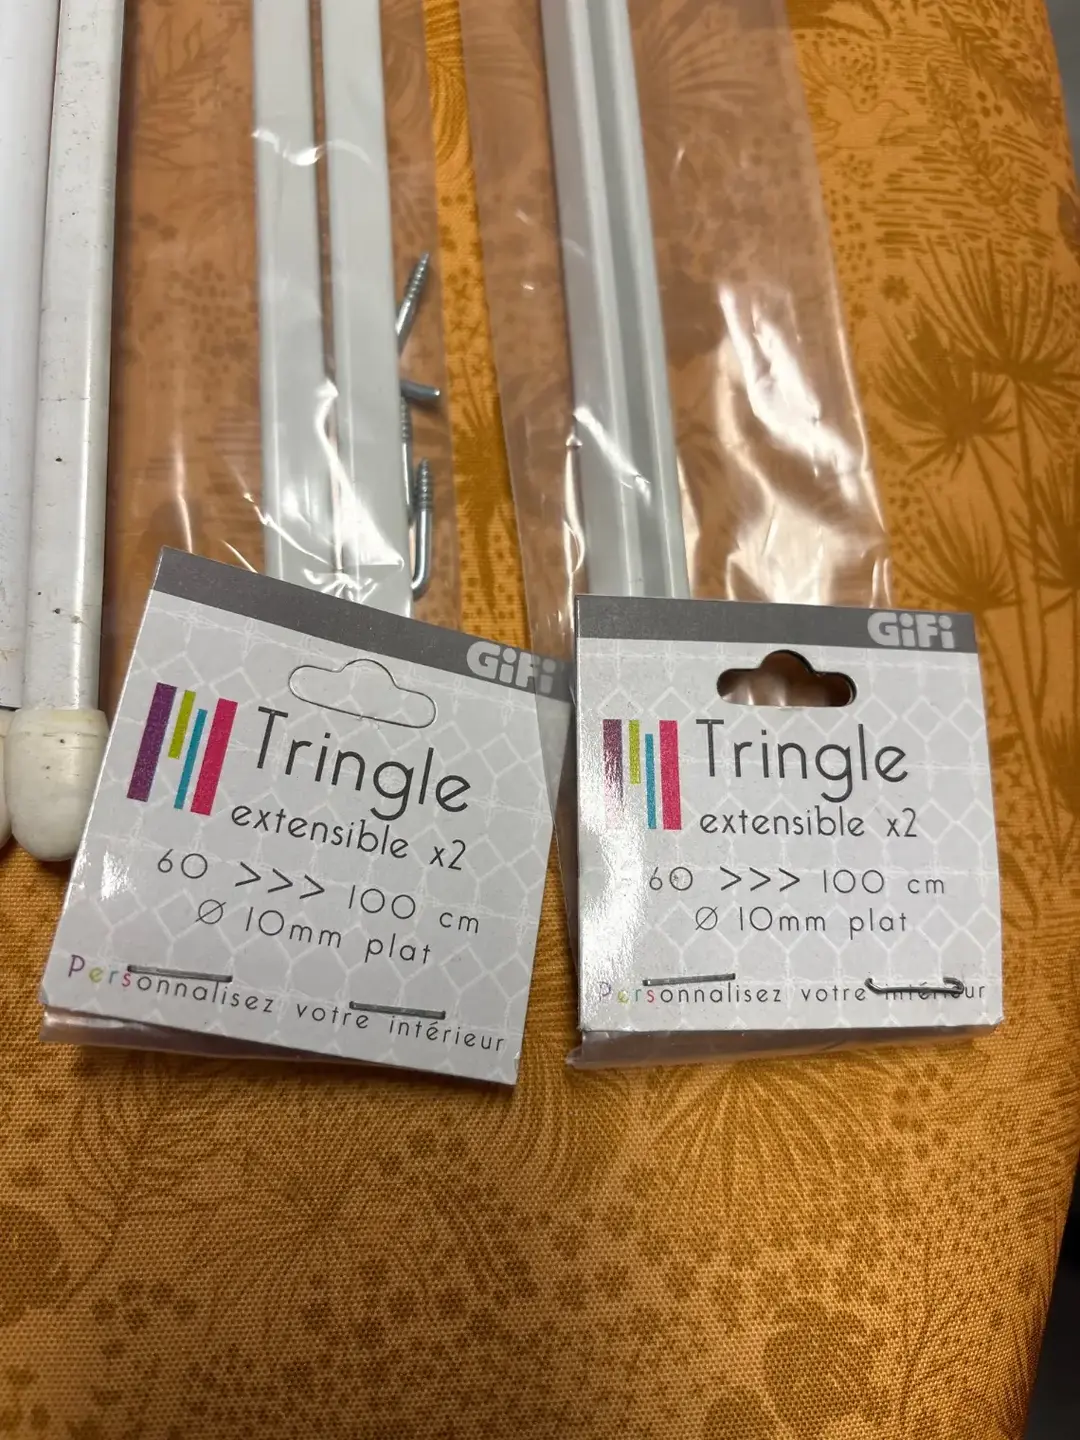 GiFi
Tringle
extensible x2
60 >>> 100 cm
Ø 10mm plat
Personnalisez votre intérieur
GiFi
Tringle
extensible x2
60 >>> 100 cm
Ø 10mm plat
Personnalisez votre intérieur